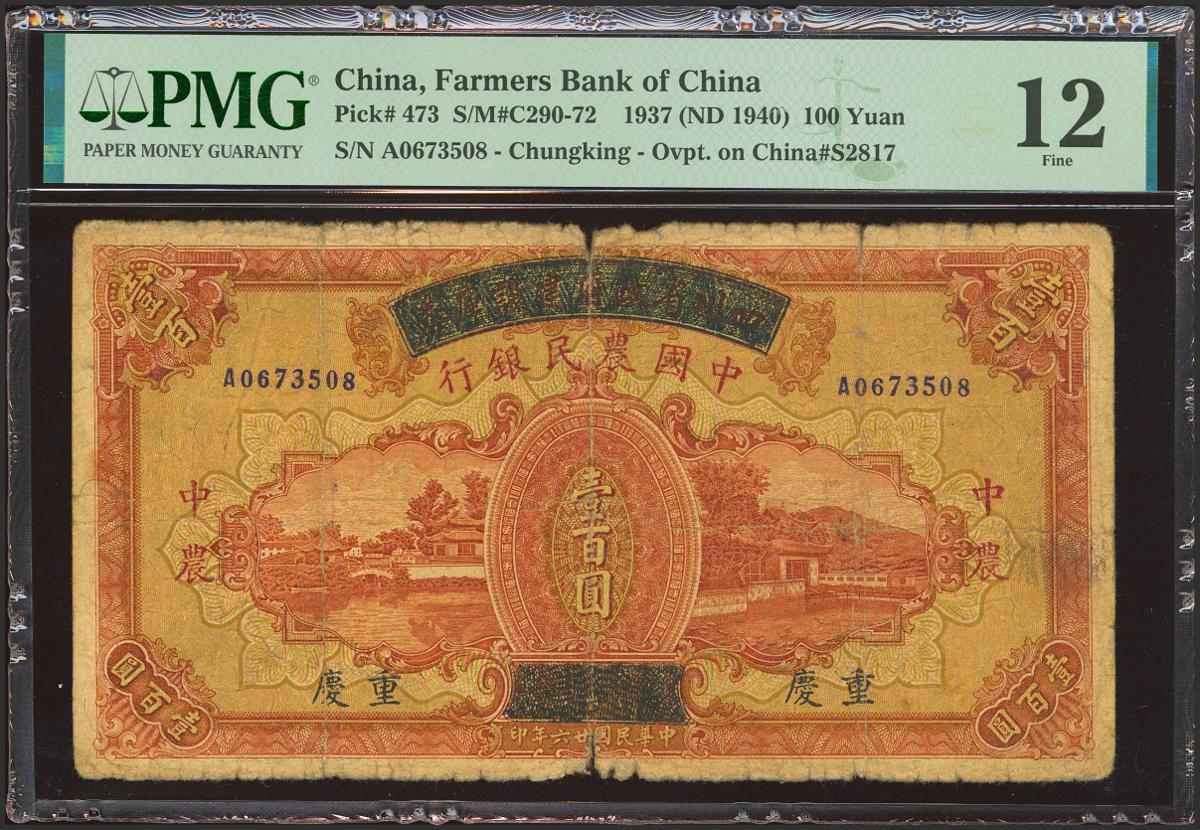 PMG®
PAPER MONEY GUARANTY
China, Farmers Bank of China
Pick# 473 S/M#C290-72 1937 (ND 1940) 100 Yuan
S/N A0673508 - Chungking - Ovpt. on China#S2817
12
Fine
壹百
壹百
中國農民銀行
A0673508
A0673508
中農
壹百圓
中農
重慶
重慶
壹百圓
壹百圓
中華民國廿六年印